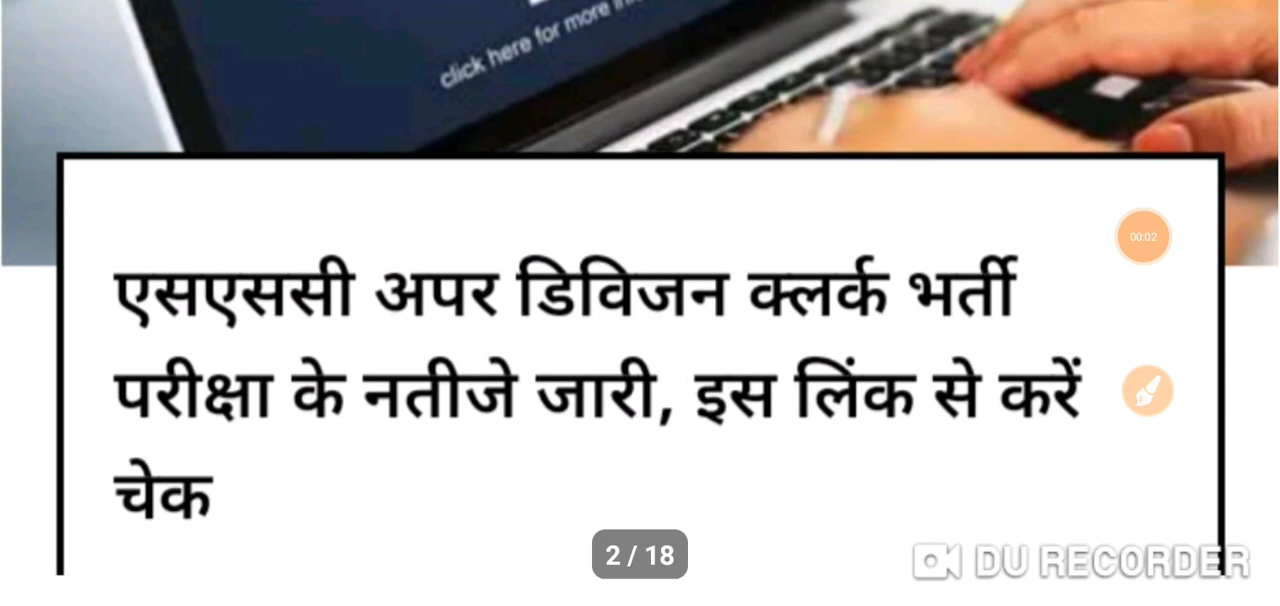 click here for more
00:02
एसएससी अपर डिविजन क्लर्क भर्ती
परीक्षा के नतीजे जारी, इस लिंक से करें
चेक
2 / 18
DU RECORDER